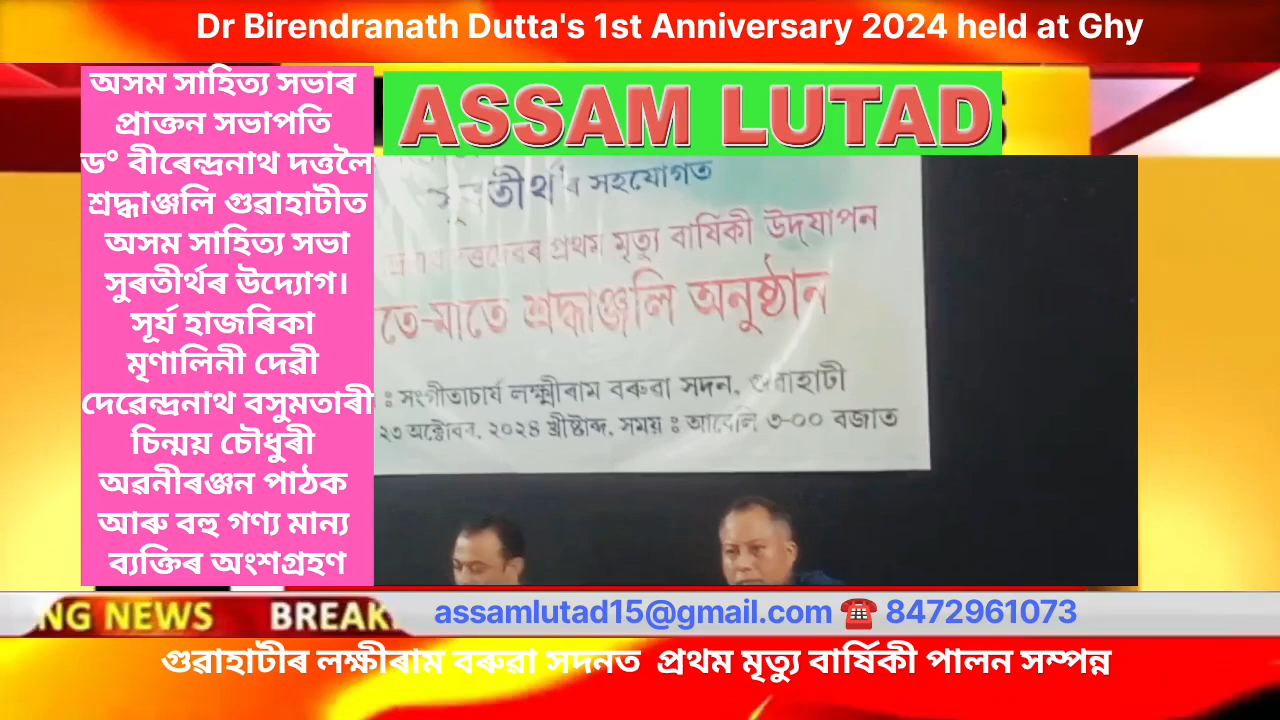 Dr Birendranath Dutta's 1st Anniversary 2024 held at Ghy
অসম সাহিত্য সভাৰ
প্ৰাক্তন সভাপতি
ড° বীৰেন্দ্ৰনাথ দত্তলৈ
শ্ৰদ্ধাঞ্জলি গুৱাহাটীত
অসম সাহিত্য সভা
সুৰতীৰ্থৰ উদ্যোগ।
সূৰ্য হাজৰিকা
মৃণালিনী দেৱী
দেৱেন্দ্ৰনাথ বসুমতাৰী
চিন্ময় চৌধুৰী
অৱনীৰঞ্জন পাঠক
আৰু বহু গণ্য মান্য
ব্যক্তিৰ অংশগ্ৰহণ
ASSAM LUTAD
সুৰতীৰ্থ'ৰ সহযোগত
প্ৰথম মৃত্যু বাৰ্ষিকী উদযাপন
তে-মাতে শ্ৰদ্ধাঞ্জলি অনুষ্ঠান
: সংগীতাচাৰ্য লক্ষ্মীৰাম বৰুৱা সদন, গুৱাহাটী
২৩ অক্টোবৰ, ২০২৪ খ্ৰীষ্টাব্দ, সময় : আবেলি ৩-০০ বজাত
NG NEWS BREAK
assamlutad15@gmail.com ☎️ 8472961073
গুৱাহাটীৰ লক্ষীৰাম বৰুৱা সদনত প্ৰথম মৃত্যু বাৰ্ষিকী পালন সম্পন্ন